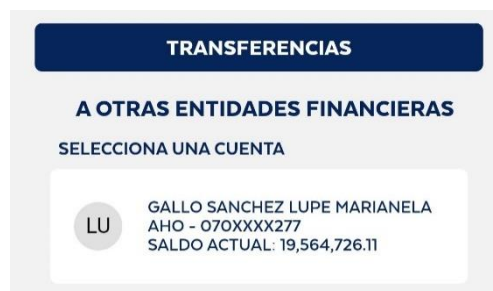 TRANSFERENCIAS
A OTRAS ENTIDADES FINANCIERAS
SELECCIONA UNA CUENTA
LU
GALLO SANCHEZ LUPE MARIANELA
AHO - 070XXXX277
SALDO ACTUAL: 19,564,726.11